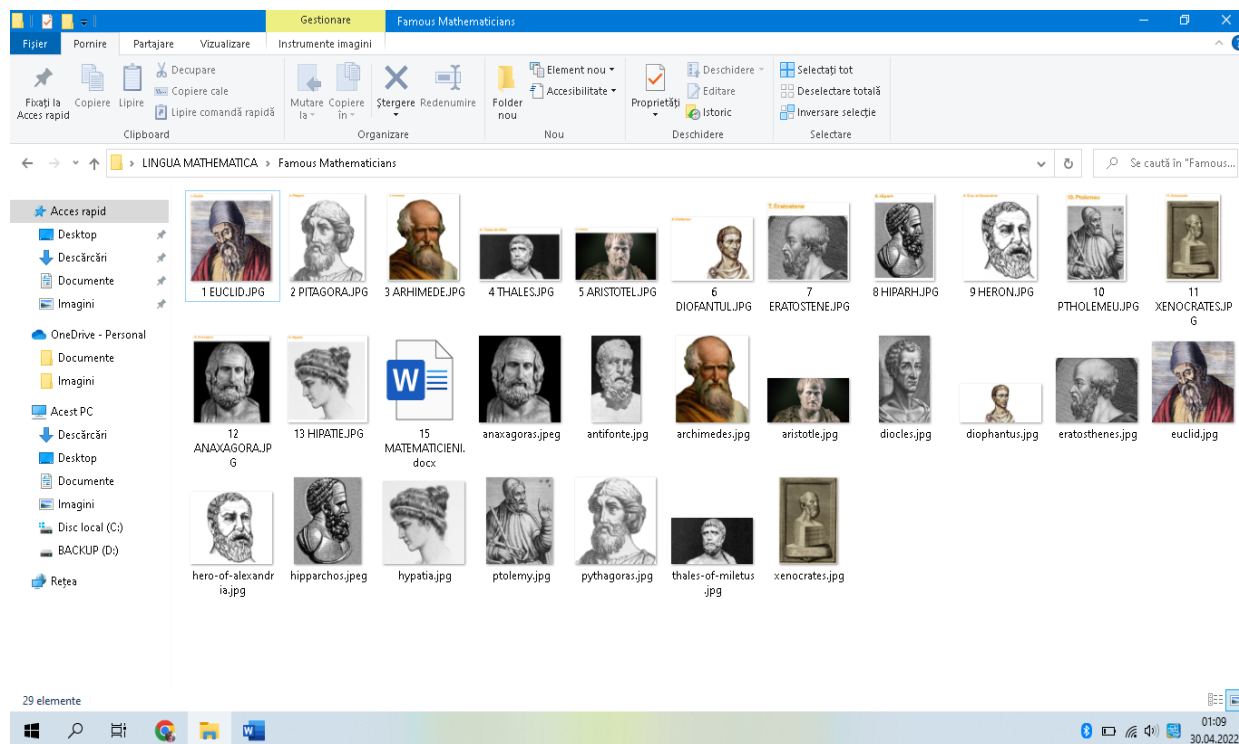 Gestionare
Famous Mathematicians
Fișier
Pornire
Partajare
Vizualizare
Instrumente imagini
Fixați la
Acces rapid
Copiere
Lipire
Decupare
Copiere cale
Lipire comandă rapidă
Clipboard
Mutare
la
Copiere
în
Ștergere
Redenumire
Organizare
Folder
nou
Element nou
Accesibilitate
Nou
Proprietăți
Deschidere
Editare
Istoric
Deschidere
Selectați tot
Deselectare totală
Inversare selecție
Selectare
LINGUA MATHEMATICA > Famous Mathematicians
Se caută în "Famous...
Acces rapid
Desktop
Descărcări
Documente
Imagini
OneDrive - Personal
Documente
Imagini
Acest PC
Descărcări
Desktop
Documente
Imagini
Disc local (C:)
BACKUP (D:)
Rețea
1 EUCLID.JPG
2 PITAGORA.JPG
3 ARHIMEDE.JPG
4 THALES.JPG
5 ARISTOTEL.JPG
6
DIOFANTUL.JPG
7. Eratostene
7
ERATOSTENE.JPG
8 HIPARH.JPG
9 HERON.JPG
10. Ptolemeu
10
PTHOLEMEU.JPG
11
XENOCRATES.JP
G
12
ANAXAGORA.JP
G
13 HIPATIE.JPG
W
15
MATEMATICIENI.
docx
anaxagoras.jpeg
antifonte.jpg
archimedes.jpg
aristotle.jpg
diocles.jpg
diophantus.jpg
eratosthenes.jpg
euclid.jpg
hero-of-alexandr
ia.jpg
hipparchos.jpeg
hypatia.jpg
ptolemy.jpg
pythagoras.jpg
thales-of-miletus
.jpg
xenocrates.jpg
29 elemente
W
01:09
30.04.2022